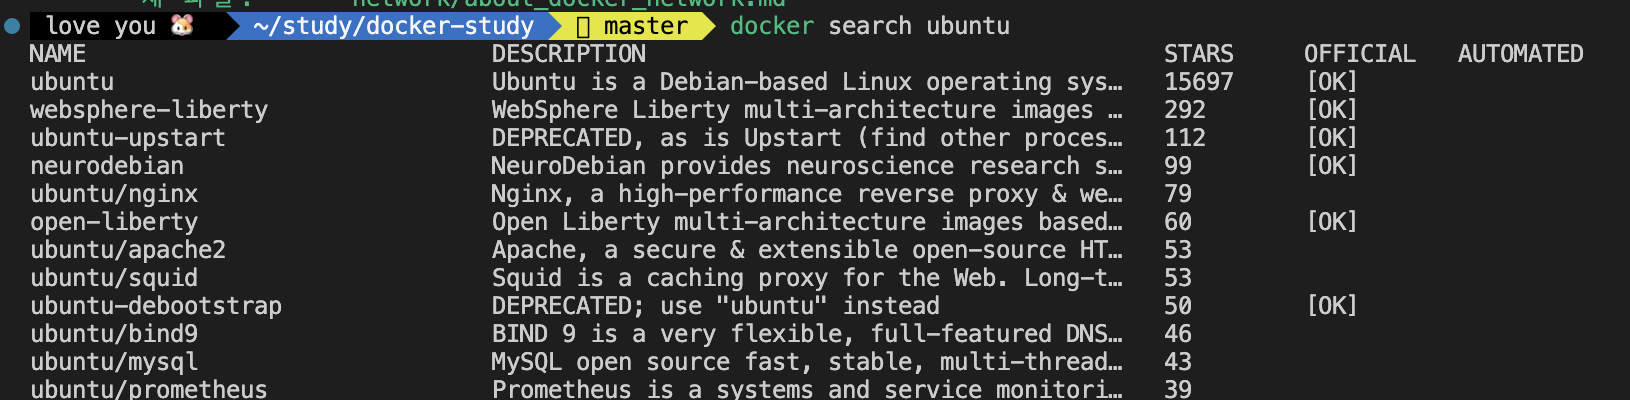 network/about_docker_network.md
love you 🐹 ~/study/docker-study master docker search ubuntu
NAME DESCRIPTION STARS OFFICIAL AUTOMATED
ubuntu Ubuntu is a Debian-based Linux operating sys… 15697 [OK]
websphere-liberty WebSphere Liberty multi-architecture images … 292 [OK]
ubuntu-upstart DEPRECATED, as is Upstart (find other proces… 112 [OK]
neurodebian NeuroDebian provides neuroscience research s… 99 [OK]
ubuntu/nginx Nginx, a high-performance reverse proxy & we… 79
open-liberty Open Liberty multi-architecture images based… 60 [OK]
ubuntu/apache2 Apache, a secure & extensible open-source HT… 53
ubuntu/squid Squid is a caching proxy for the Web. Long-t… 53
ubuntu-debootstrap DEPRECATED; use "ubuntu" instead 50 [OK]
ubuntu/bind9 BIND 9 is a very flexible, full-featured DNS… 46
ubuntu/mysql MySQL open source fast, stable, multi-thread… 43
ubuntu/prometheus Prometheus is a systems and service monitori… 39